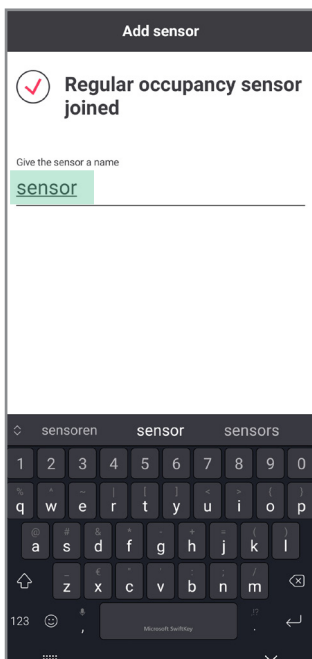 Add sensor
Regular occupancy sensor
joined
Give the sensor a name
sensor
sensoren sensor sensors
1 2 3 4 5 6 7 8 9 0
% ^ ~ | [ ] < > { }
q w e r t y u i o p
@ # & * - + = ( )
a s d f g h j k l
_ € " ' : ; /
z x c v b n m
123 , Microsoft SwiftKey !? .